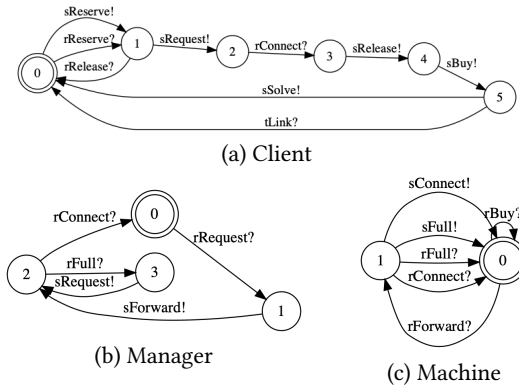 sReserve!
rReserve?
rRelease?
0
1
sRequest!
2
rConnect?
3
sRelease!
4
sBuy!
5
sSolve!
tLink?
(a) Client
0
rConnect?
rRequest?
2
rFull?
sRequest!
3
sForward!
1
(b) Manager
sConnect!
rBuy?
sFull!
rFull?
1
0
rConnect?
rForward?
(c) Machine